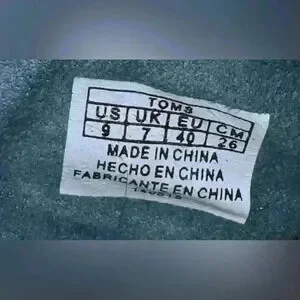 TOMS
US UK EU CM
9 7 40 26
MADE IN CHINA
HECHO EN CHINA
FABRICANTE EN CHINA